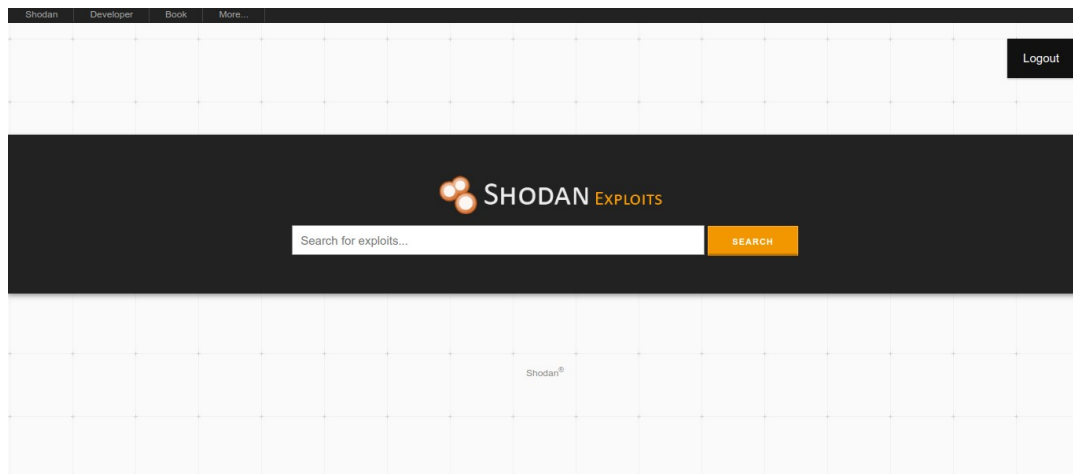 Shodan Developer Book More...
Logout
SHODAN EXPLOITS
Search for exploits... SEARCH
Shodan®